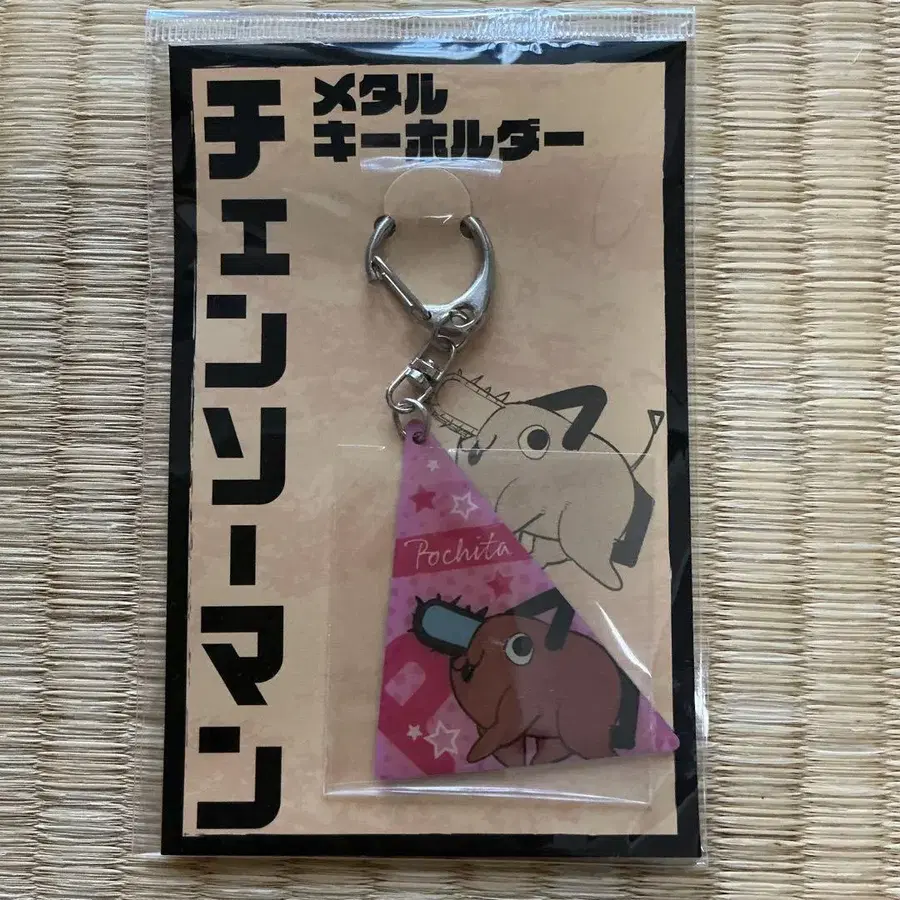 チェンソーマン
メタル
キーホルダー
Pochita